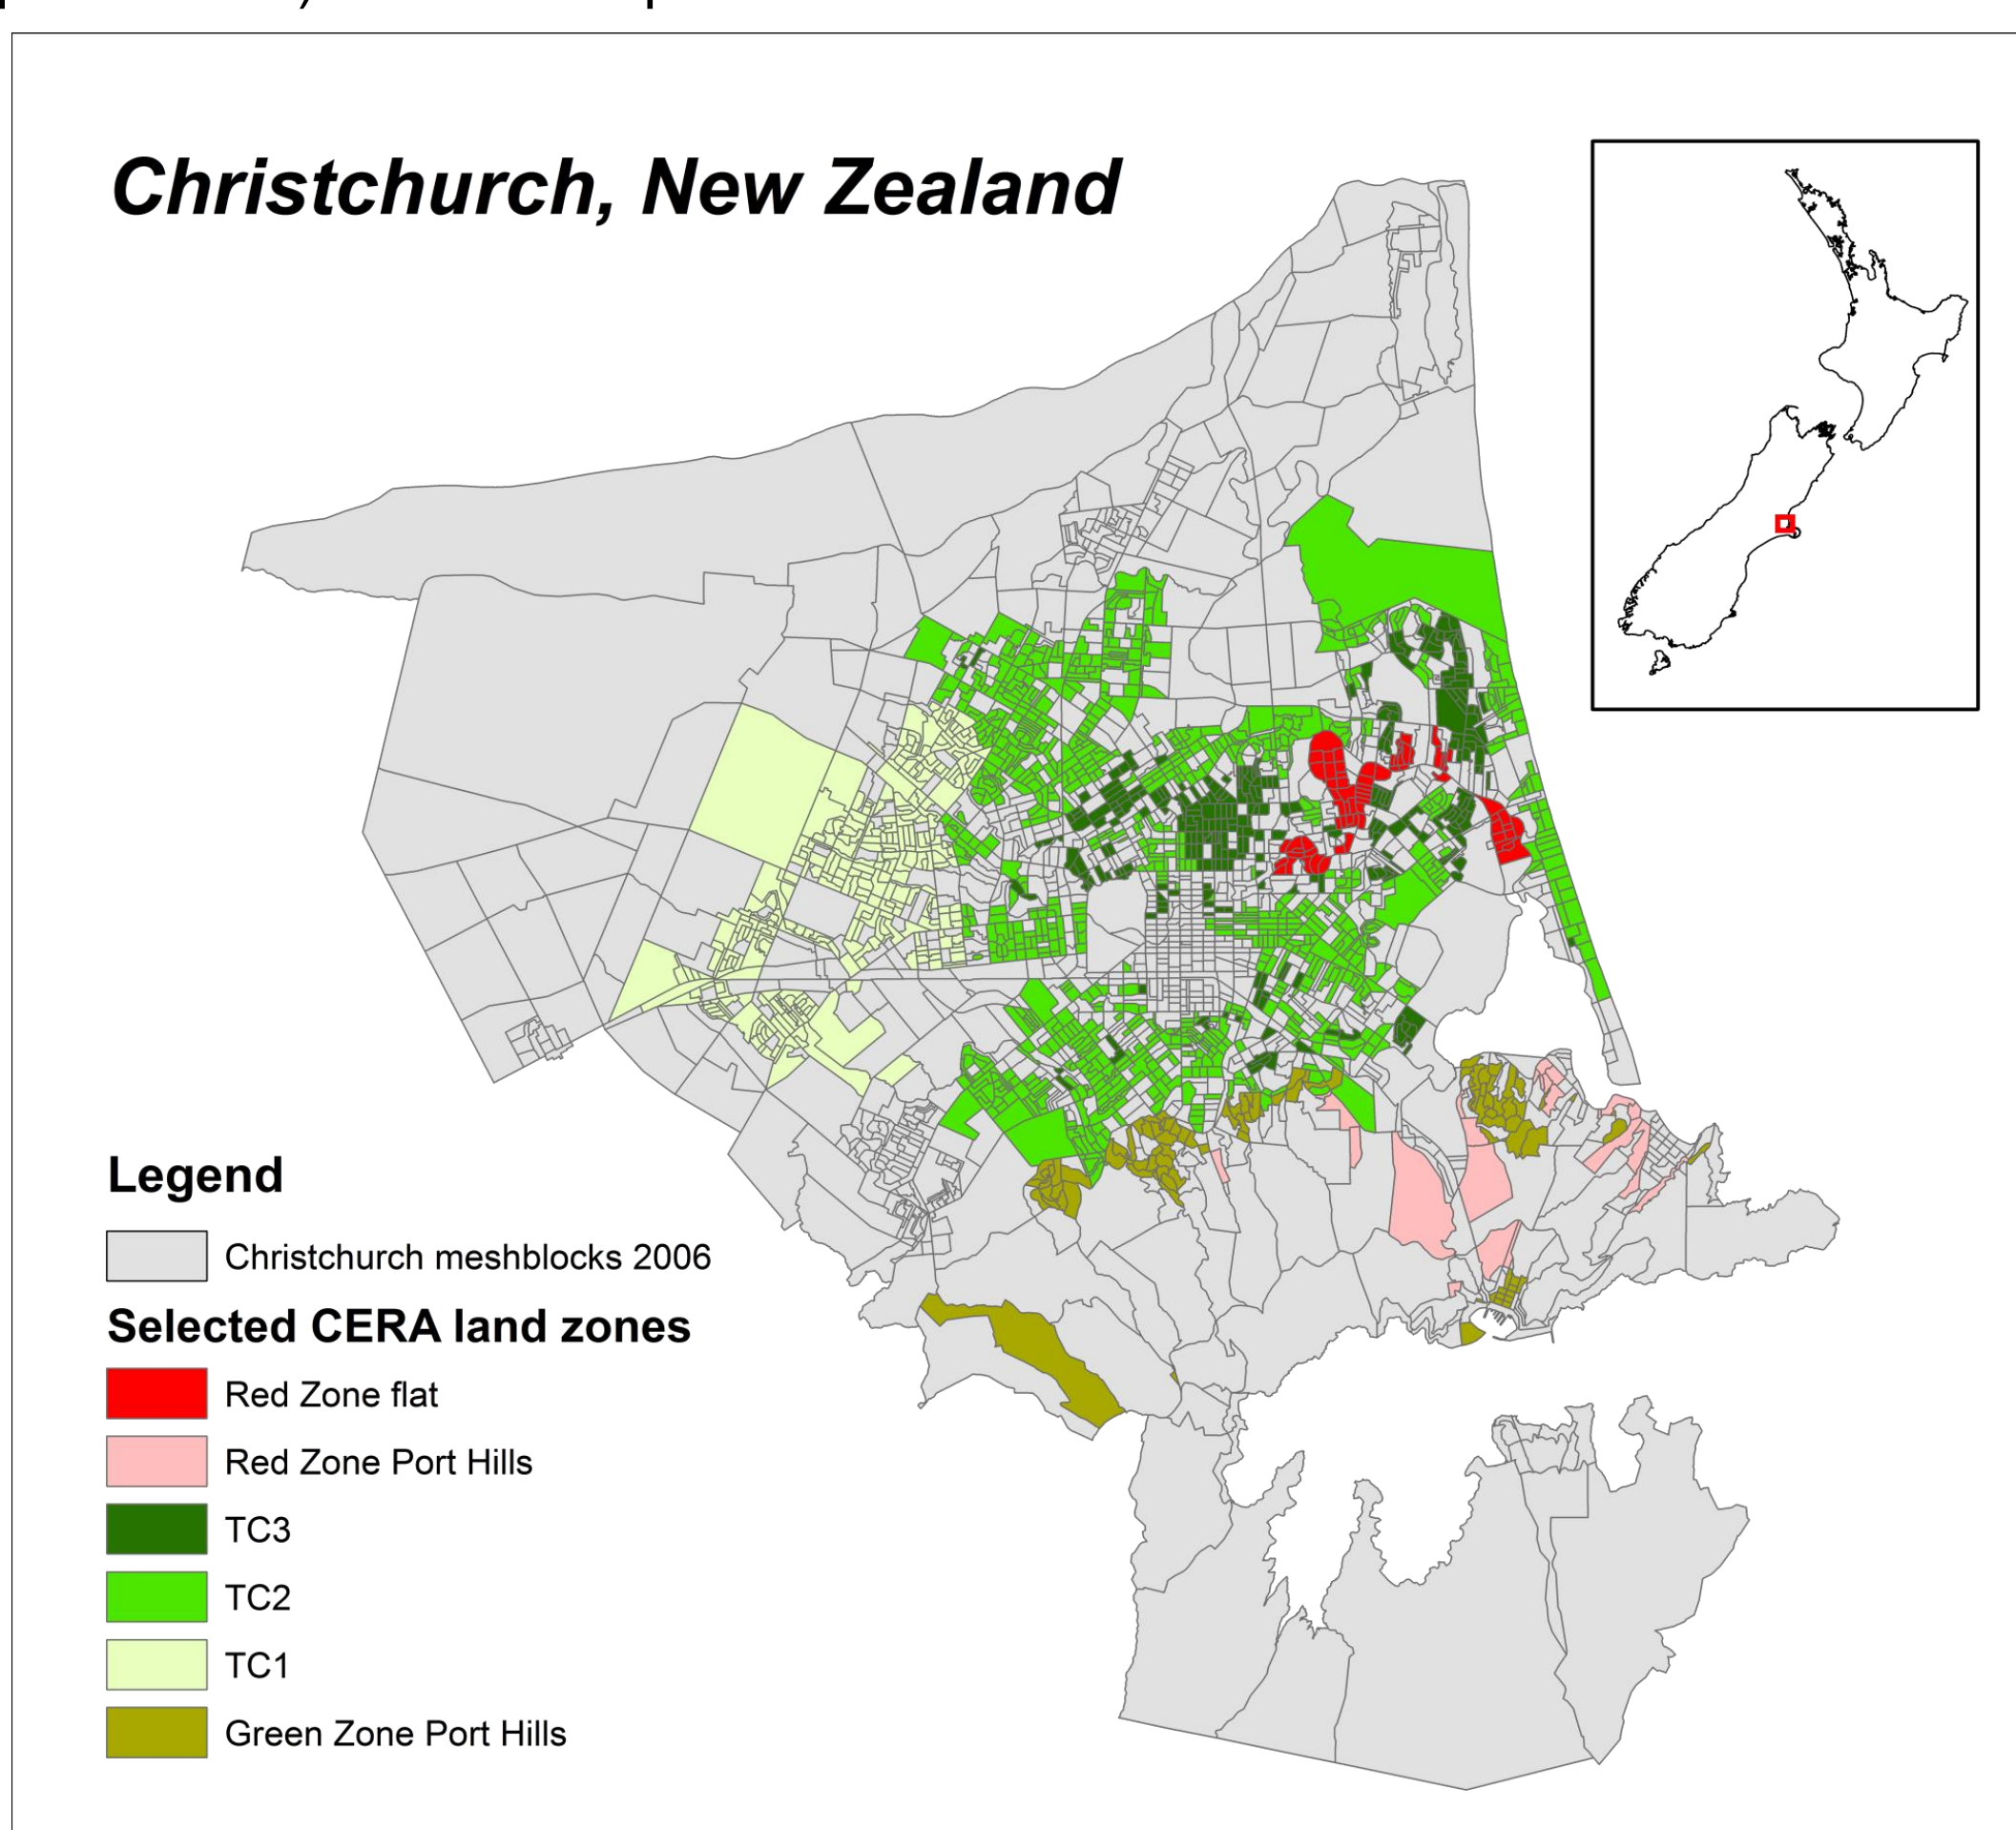 Christchurch, New Zealand
Legend
Christchurch meshblocks 2006
Selected CERA land zones
Red Zone flat
Red Zone Port Hills
TC3
TC2
TC1
Green Zone Port Hills